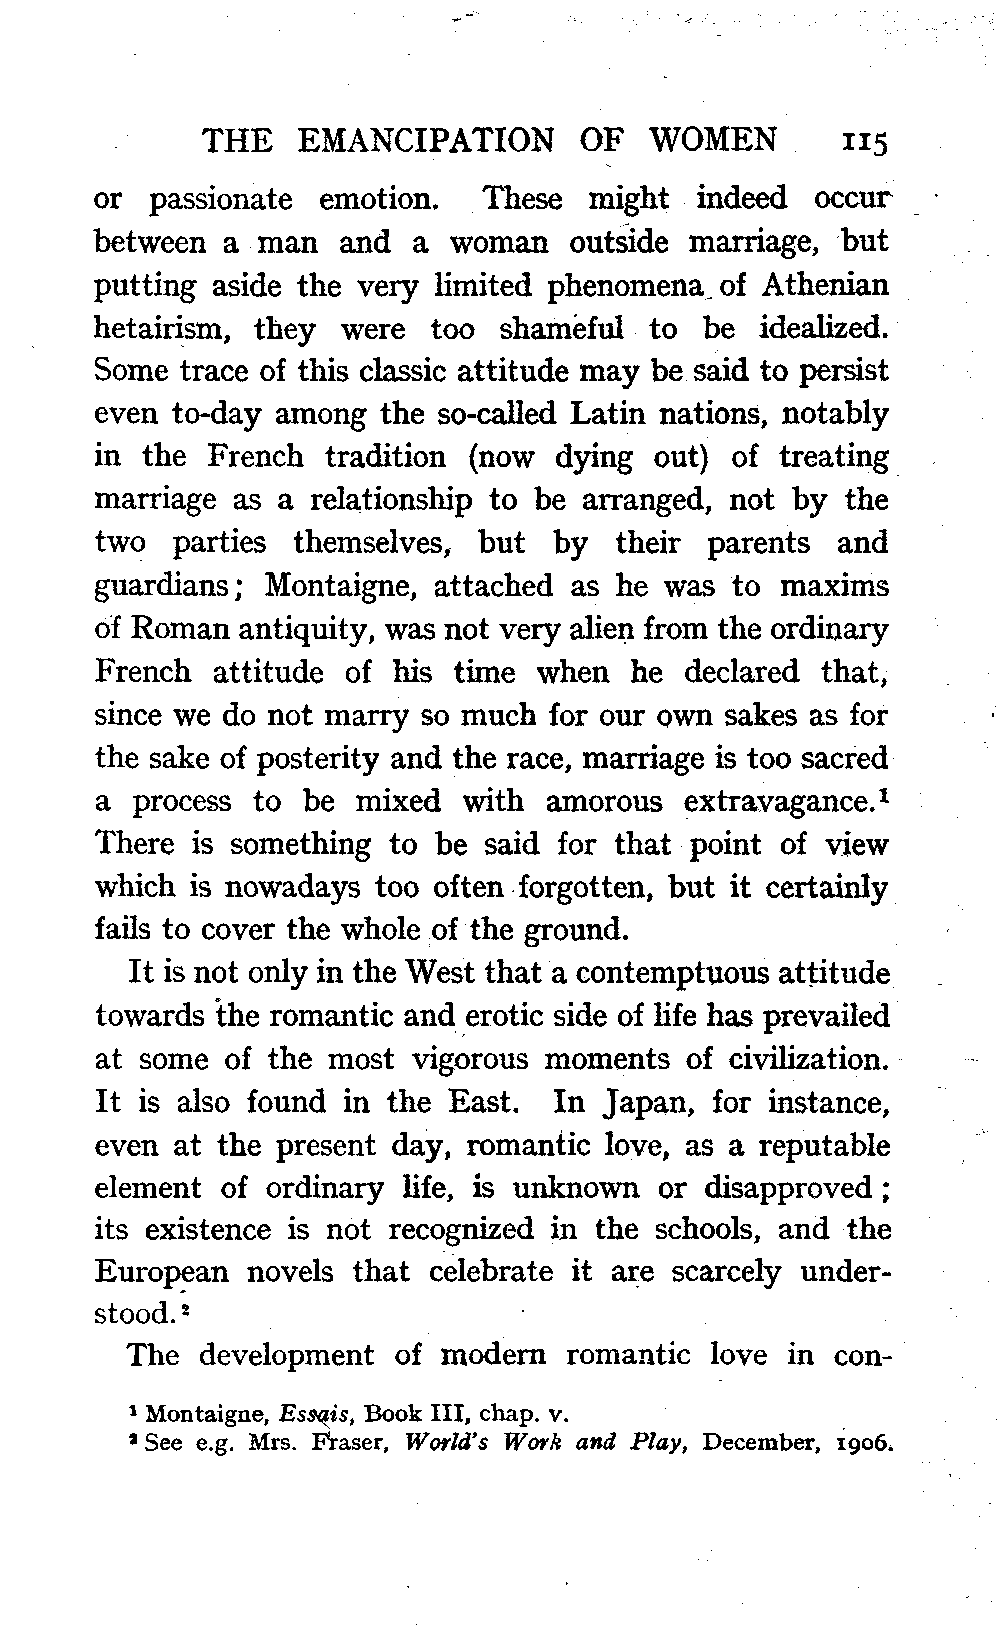 THE EMANCIPATION OF WOMEN 115
or passionate emotion. These might indeed occur
between a man and a woman outside marriage, but
putting aside the very limited phenomena of Athenian
hetairism, they were too shameful to be idealized.
Some trace of this classic attitude may be said to persist
even to-day among the so-called Latin nations, notably
in the French tradition (now dying out) of treating
marriage as a relationship to be arranged, not by the
two parties themselves, but by their parents and
guardians; Montaigne, attached as he was to maxims
of Roman antiquity, was not very alien from the ordinary
French attitude of his time when he declared that,
since we do not marry so much for our own sakes as for
the sake of posterity and the race, marriage is too sacred
a process to be mixed with amorous extravagance.¹
There is something to be said for that point of view
which is nowadays too often forgotten, but it certainly
fails to cover the whole of the ground.
It is not only in the West that a contemptuous attitude
towards the romantic and erotic side of life has prevailed
at some of the most vigorous moments of civilization.
It is also found in the East. In Japan, for instance,
even at the present day, romantic love, as a reputable
element of ordinary life, is unknown or disapproved;
its existence is not recognized in the schools, and the
European novels that celebrate it are scarcely under-
stood.²
The development of modern romantic love in con-
¹ Montaigne, Essais, Book III, chap. v.
² See e.g. Mrs. Fraser, World's Work and Play, December, 1906.